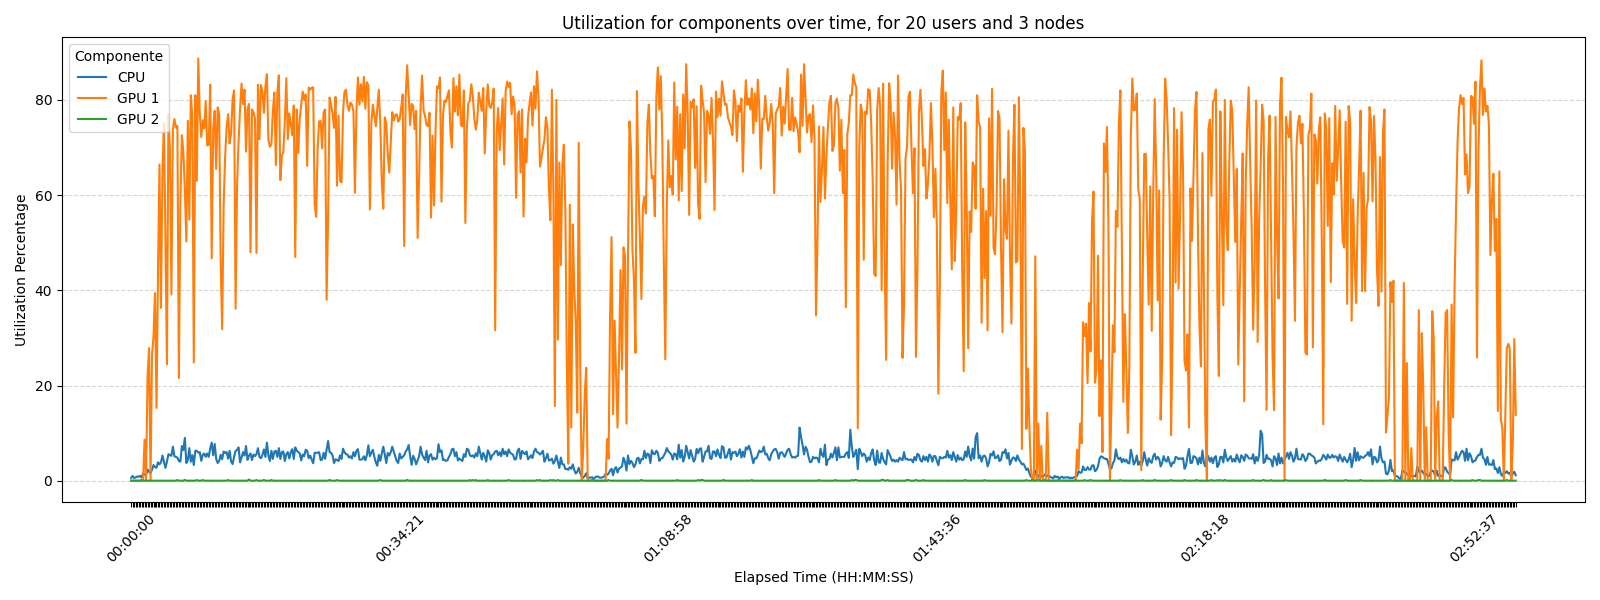 Utilization for components over time, for 20 users and 3 nodes
Componente
CPU
GPU 1
GPU 2
Utilization Percentage
80
60
40
20
0
00:00:00
00:34:21
01:08:58
01:43:36
02:18:18
02:52:37
Elapsed Time (HH:MM:SS)